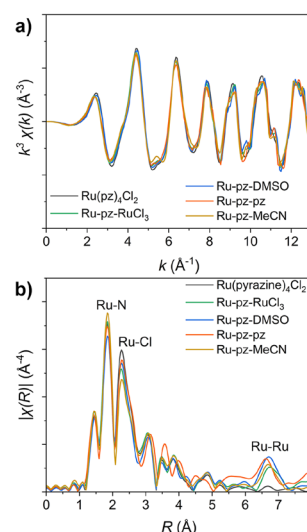 a)
k³ χ(k) (Å-3)
Ru(pz)4Cl2
Ru-pz-RuCl3
Ru-pz-DMSO
Ru-pz-pz
Ru-pz-MeCN
0 2 4 6 8 10 12
k (Å-1)
b)
|χ(R)| (Å-4)
Ru-N
Ru-Cl
Ru-Ru
Ru(pyrazine)4Cl2
Ru-pz-RuCl3
Ru-pz-DMSO
Ru-pz-pz
Ru-pz-MeCN
0 1 2 3 4 5 6 7
R (Å)